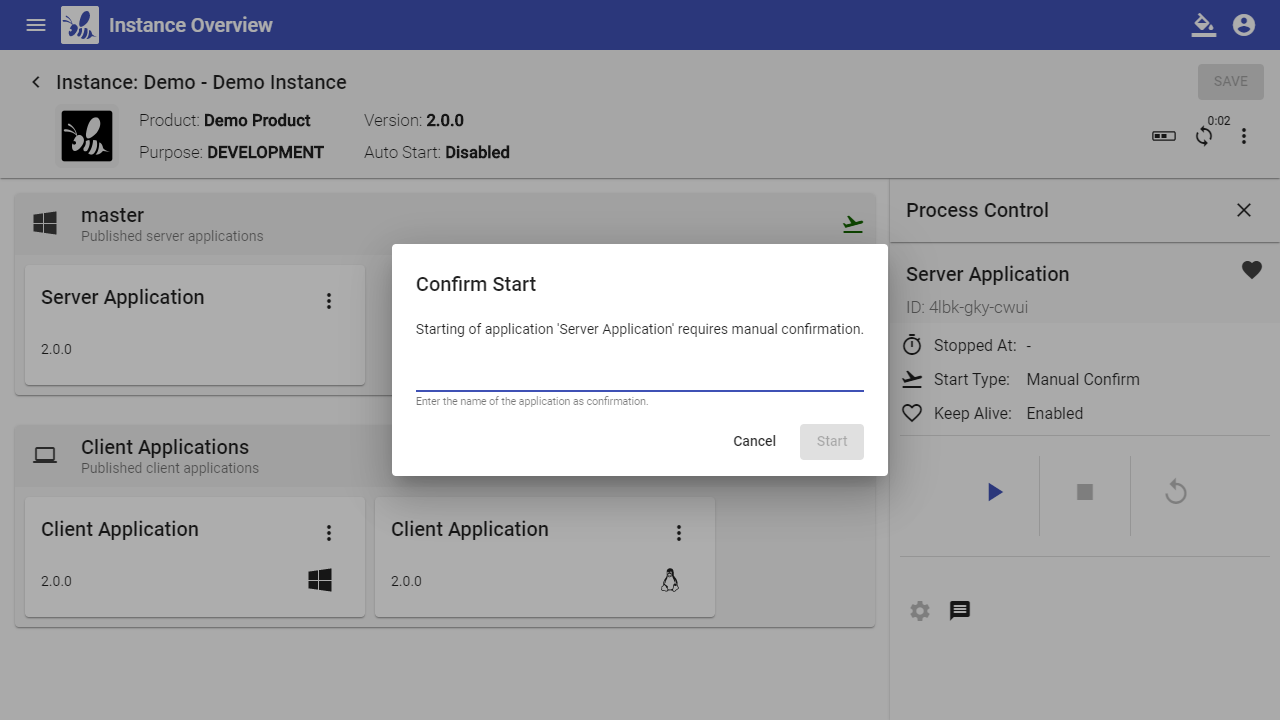 Instance Overview
Instance: Demo - Demo Instance
SAVE
Product: Demo Product
Version: 2.0.0
0:02
Purpose: DEVELOPMENT
Auto Start: Disabled
master
Published server applications
Server Application
2.0.0
Client Applications
Published client applications
Client Application
2.0.0
Client Application
2.0.0
Confirm Start
Starting of application 'Server Application' requires manual confirmation.
Enter the name of the application as confirmation.
Cancel
Start
Process Control
Server Application
ID: 4lbk-gky-cwui
Stopped At: -
Start Type: Manual Confirm
Keep Alive: Enabled